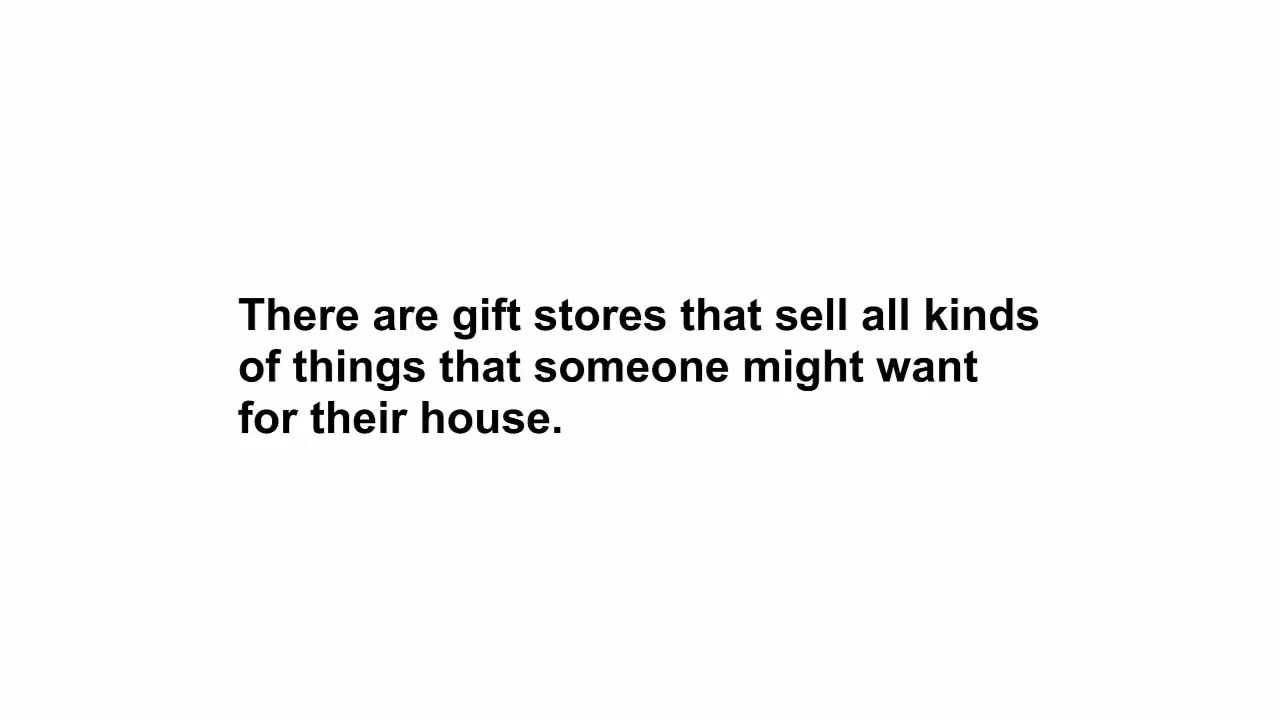 There are gift stores that sell all kinds
of things that someone might want
for their house.